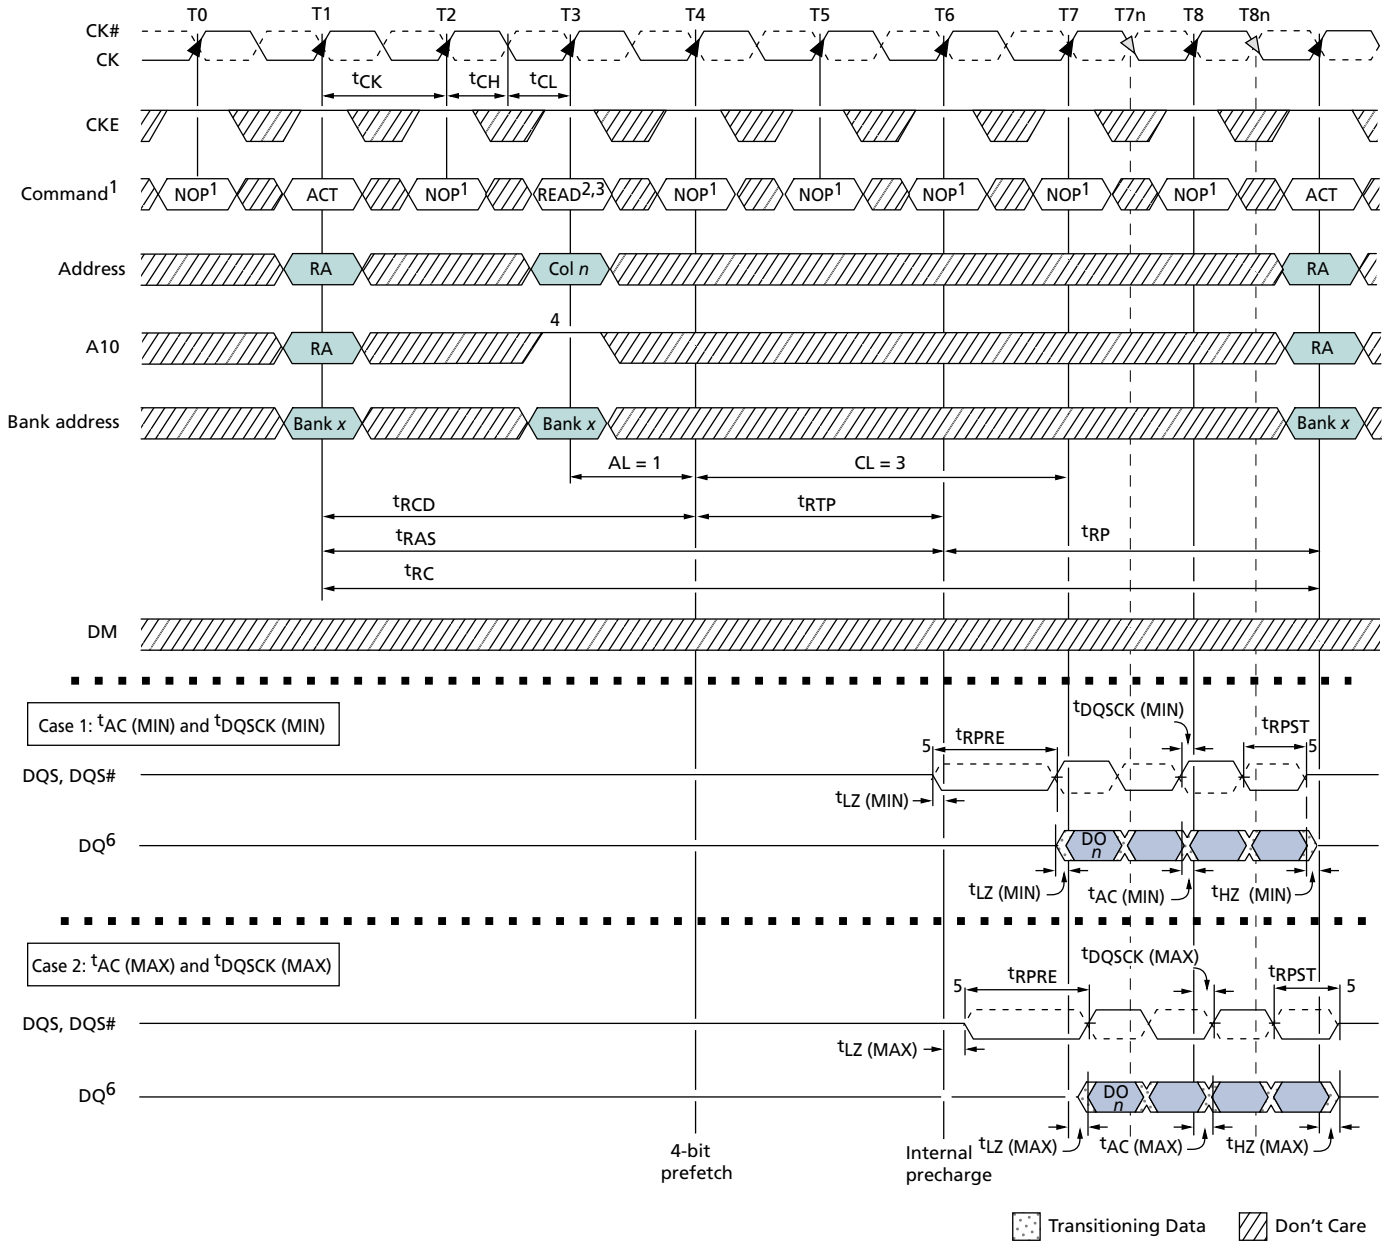 T0 T1 T2 T3 T4 T5 T6 T7 T7n T8 T8n
CK#
CK
tCK tCH tCL
CKE
Command1 NOP1 ACT NOP1 READ2,3 NOP1 NOP1 NOP1 NOP1 NOP1 ACT
Address RA Col n RA
4
A10 RA RA
Bank address Bank x Bank x Bank x
AL = 1 CL = 3
tRCD tRTP
tRAS tRP
tRC
DM
Case 1: tAC (MIN) and tDQSCK (MIN)
tDQSCK (MIN)
5 tRPRE tRPST 5
DQS, DQS#
tLZ (MIN)
DQ6 DO
n
tLZ (MIN) tAC (MIN) tHZ (MIN)
Case 2: tAC (MAX) and tDQSCK (MAX)
tDQSCK (MAX)
5 tRPRE tRPST 5
DQS, DQS#
tLZ (MAX)
DQ6 DO
n
tLZ (MAX) tAC (MAX) tHZ (MAX)
4-bit
prefetch
Internal
precharge
Transitioning Data Don't Care